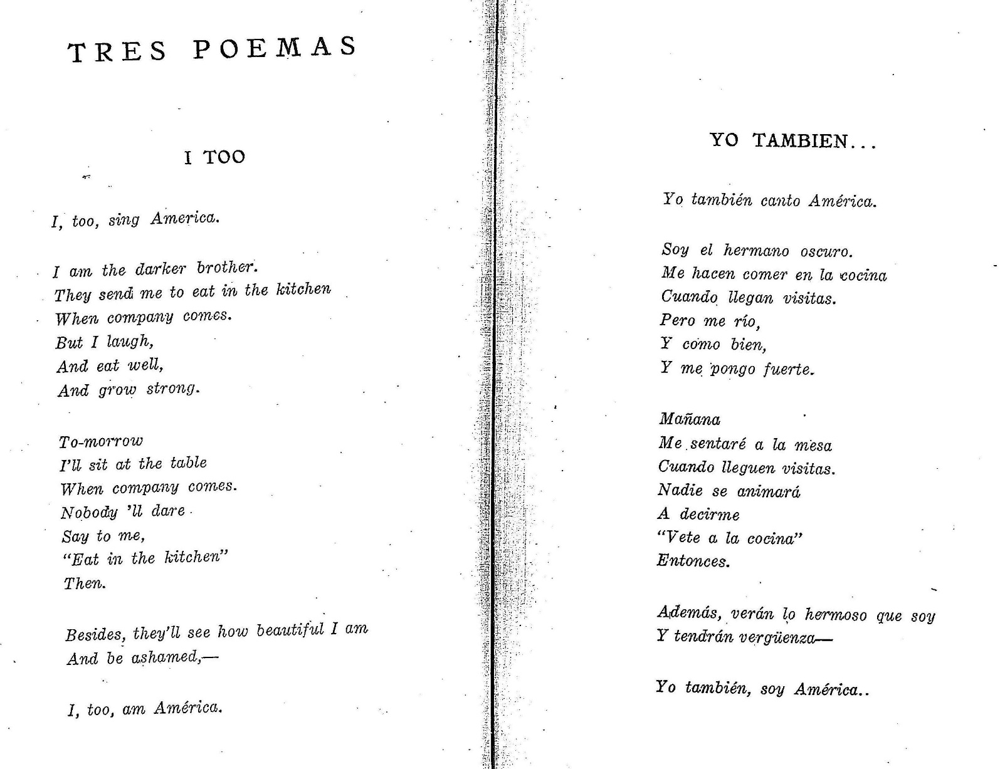 TRES POEMAS
I TOO
I, too, sing America.
I am the darker brother.
They send me to eat in the kitchen
When company comes.
But I laugh,
And eat well,
And grow strong.
To-morrow
I'll sit at the table
When company comes.
Nobody 'll dare
Say to me,
“Eat in the kitchen”
Then.
Besides, they'll see how beautiful I am
And be ashamed,—
I, too, am América.
YO TAMBIEN...
Yo también canto América.
Soy el hermano oscuro.
Me hacen comer en la cocina
Cuando llegan visitas.
Pero me río,
Y como bien,
Y me pongo fuerte.
Mañana
Me sentaré a la mesa
Cuando lleguen visitas.
Nadie se animará
A decirme
“Vete a la cocina”
Entonces.
Además, verán lo hermoso que soy
Y tendrán vergüenza—
Yo también, soy América..